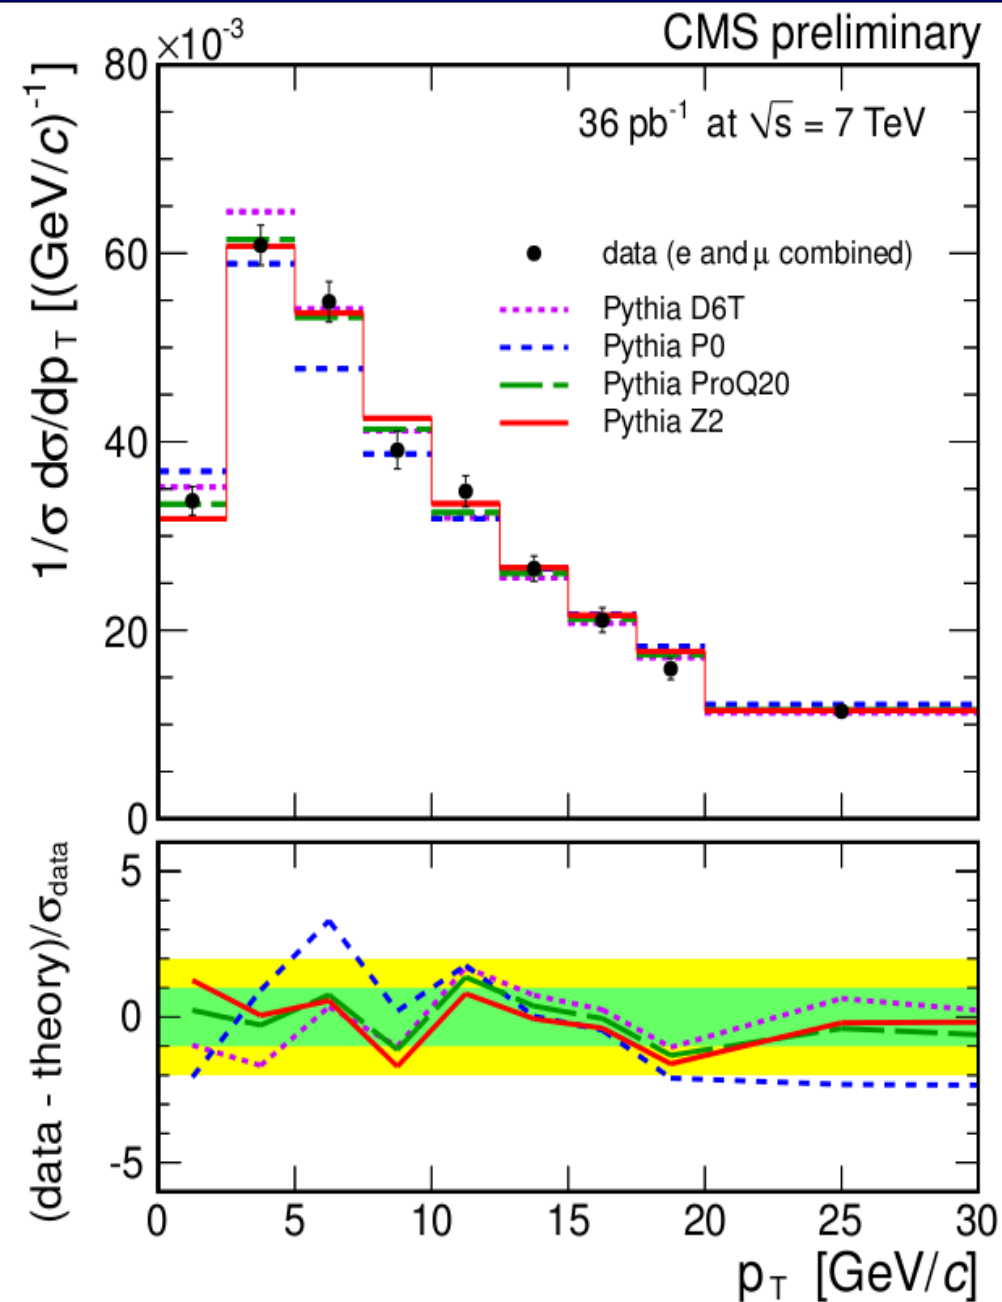 CMS preliminary
×10⁻³
36 pb⁻¹ at √s = 7 TeV
1/σ dσ/dp_T [(GeV/c)⁻¹]
80
60
40
20
0
data (e and μ combined)
Pythia D6T
Pythia P0
Pythia ProQ20
Pythia Z2
(data - theory)/σ_data
5
0
-5
0 5 10 15 20 25 30
p_T [GeV/c]